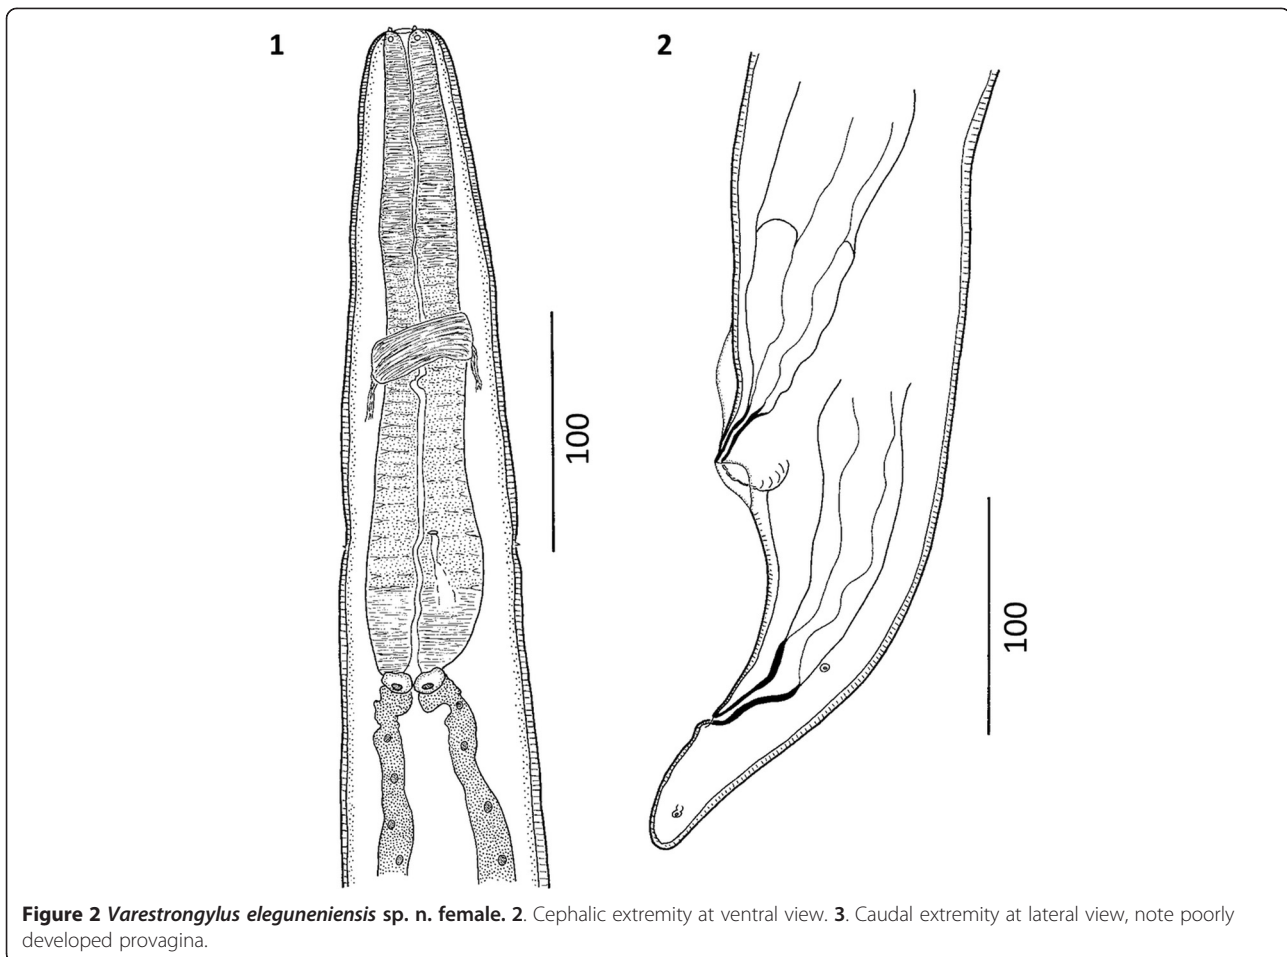 1
2
100
100
Figure 2 Varestrongylus eleguneniensis sp. n. female. 2. Cephalic extremity at ventral view. 3. Caudal extremity at lateral view, note poorly
developed provagina.